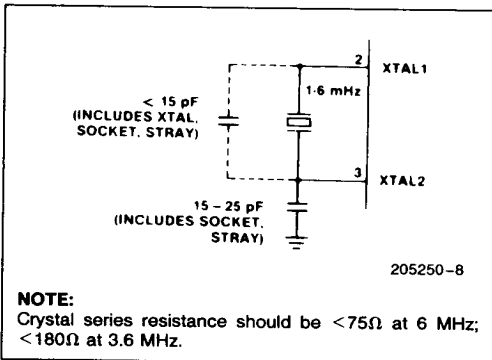 2
XTAL1
1-6 mHz
< 15 pF
(INCLUDES XTAL,
SOCKET, STRAY)
3
XTAL2
15 – 25 pF
(INCLUDES SOCKET,
STRAY)
205250–8
NOTE:
Crystal series resistance should be <75Ω at 6 MHz;
<180Ω at 3.6 MHz.